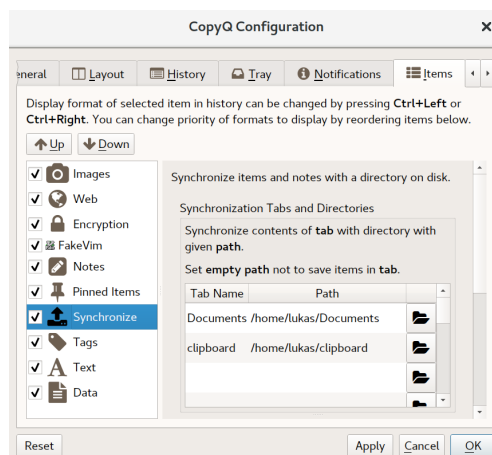 CopyQ Configuration
eneral Layout History Tray Notifications Items
Display format of selected item in history can be changed by pressing Ctrl+Left or
Ctrl+Right. You can change priority of formats to display by reordering items below.
Up Down
Images
Web
Encryption
FakeVim
Notes
Pinned Items
Synchronize
Tags
Text
Data
Synchronize items and notes with a directory on disk.
Synchronization Tabs and Directories
Synchronize contents of tab with directory with
given path.
Set empty path not to save items in tab.
Tab Name Path
Documents /home/lukas/Documents
clipboard /home/lukas/clipboard
Reset Apply Cancel OK